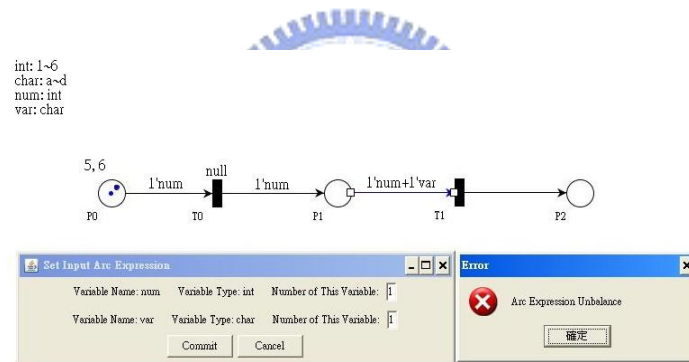 int: 1~6
char: a~d
num: int
var: char
5, 6
null
1'num
1'num
1'num+1'var
P0
T0
P1
T1
P2
Set Input Arc Expression
Variable Name: num Variable Type: int Number of This Variable: 1
Variable Name: var Variable Type: char Number of This Variable: 1
Commit Cancel
Error
Arc Expression Unbalance
確定